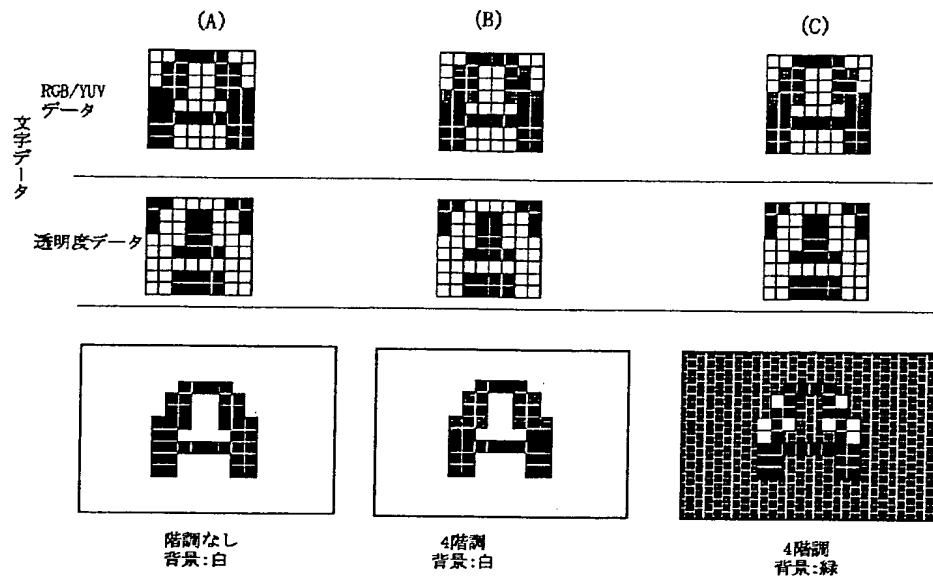 (A)
(B)
(C)
文字データ
RGB/YUV
データ
透明度データ
階調なし
背景:白
4階調
背景:白
4階調
背景:緑